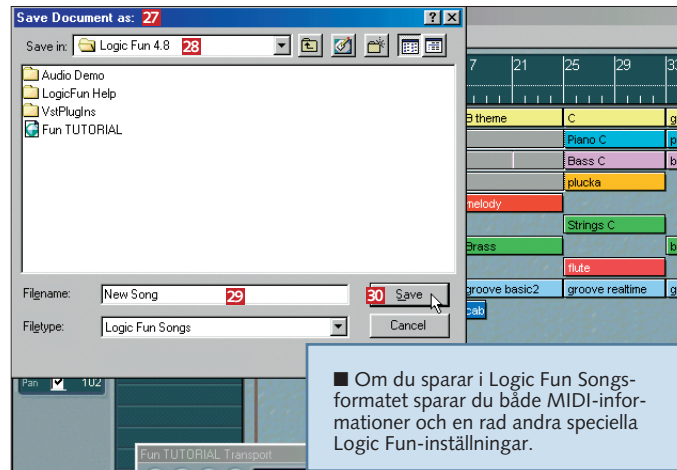 Save Document as: 27
Save in: Logic Fun 4.8 28
Audio Demo
LogicFun Help
VstPlugIns
Fun TUTORIAL
Filename: New Song 29
30 Save
Filetype: Logic Fun Songs
Cancel
17 21 25 29
B theme C
Piano C
Bass C
plucka
melody
Strings C
Brass
flute
groove basic2 groove realtime
Pan 102
Fun TUTORIAL Transport
■ Om du sparar i Logic Fun Songs-
formatet sparar du både MIDI-infor-
mationer och en rad andra speciella
Logic Fun-inställningar.